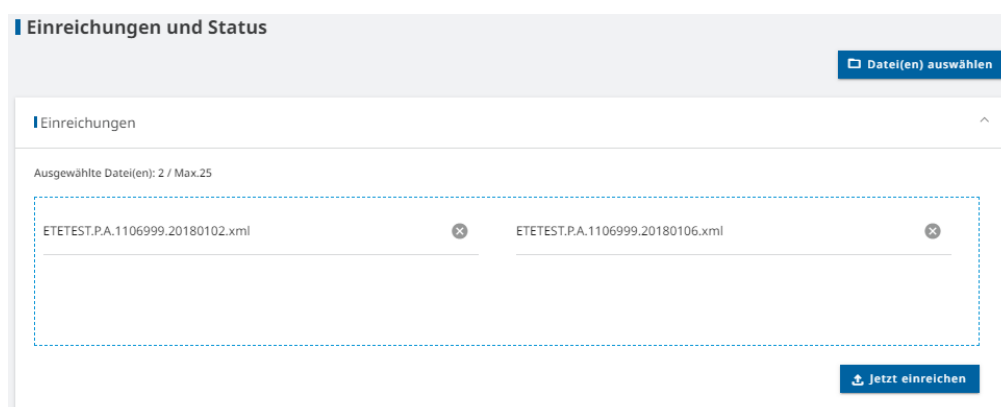 Einreichungen und Status
Datei(en) auswählen
Einreichungen
Ausgewählte Datei(en): 2 / Max.25
ETETEST.P.A.1106999.20180102.xml
ETETEST.P.A.1106999.20180106.xml
Jetzt einreichen